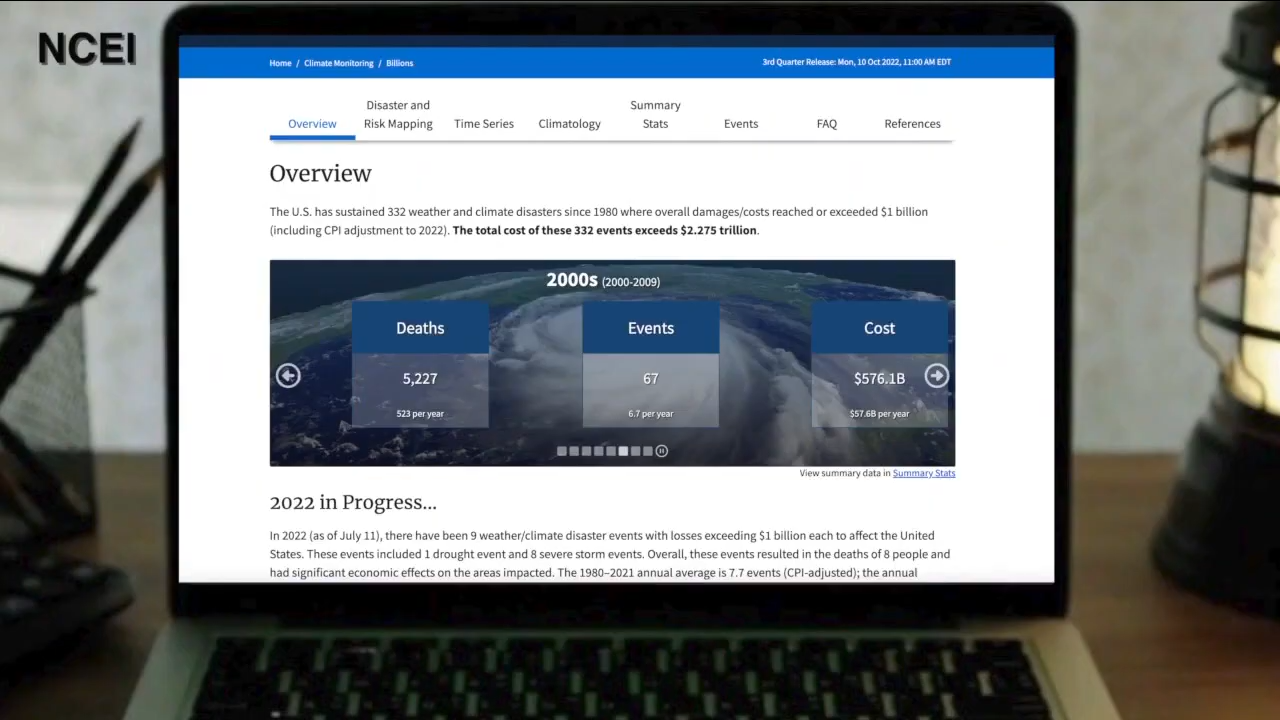 NCEI
Home / Climate Monitoring / Billions
3rd Quarter Release: Mon, 10 Oct 2022, 11:00 AM EDT
Overview
Disaster and
Risk Mapping
Time Series
Climatology
Summary
Stats
Events
FAQ
References
Overview
The U.S. has sustained 332 weather and climate disasters since 1980 where overall damages/costs reached or exceeded $1 billion
(including CPI adjustment to 2022). The total cost of these 332 events exceeds $2.275 trillion.
2000s (2000-2009)
Deaths
5,227
523 per year
Events
67
6.7 per year
Cost
$576.1B
$57.6B per year
View summary data in Summary Stats
2022 in Progress...
In 2022 (as of July 11), there have been 9 weather/climate disaster events with losses exceeding $1 billion each to affect the United
States. These events included 1 drought event and 8 severe storm events. Overall, these events resulted in the deaths of 8 people and
had significant economic effects on the areas impacted. The 1980–2021 annual average is 7.7 events (CPI-adjusted); the annual